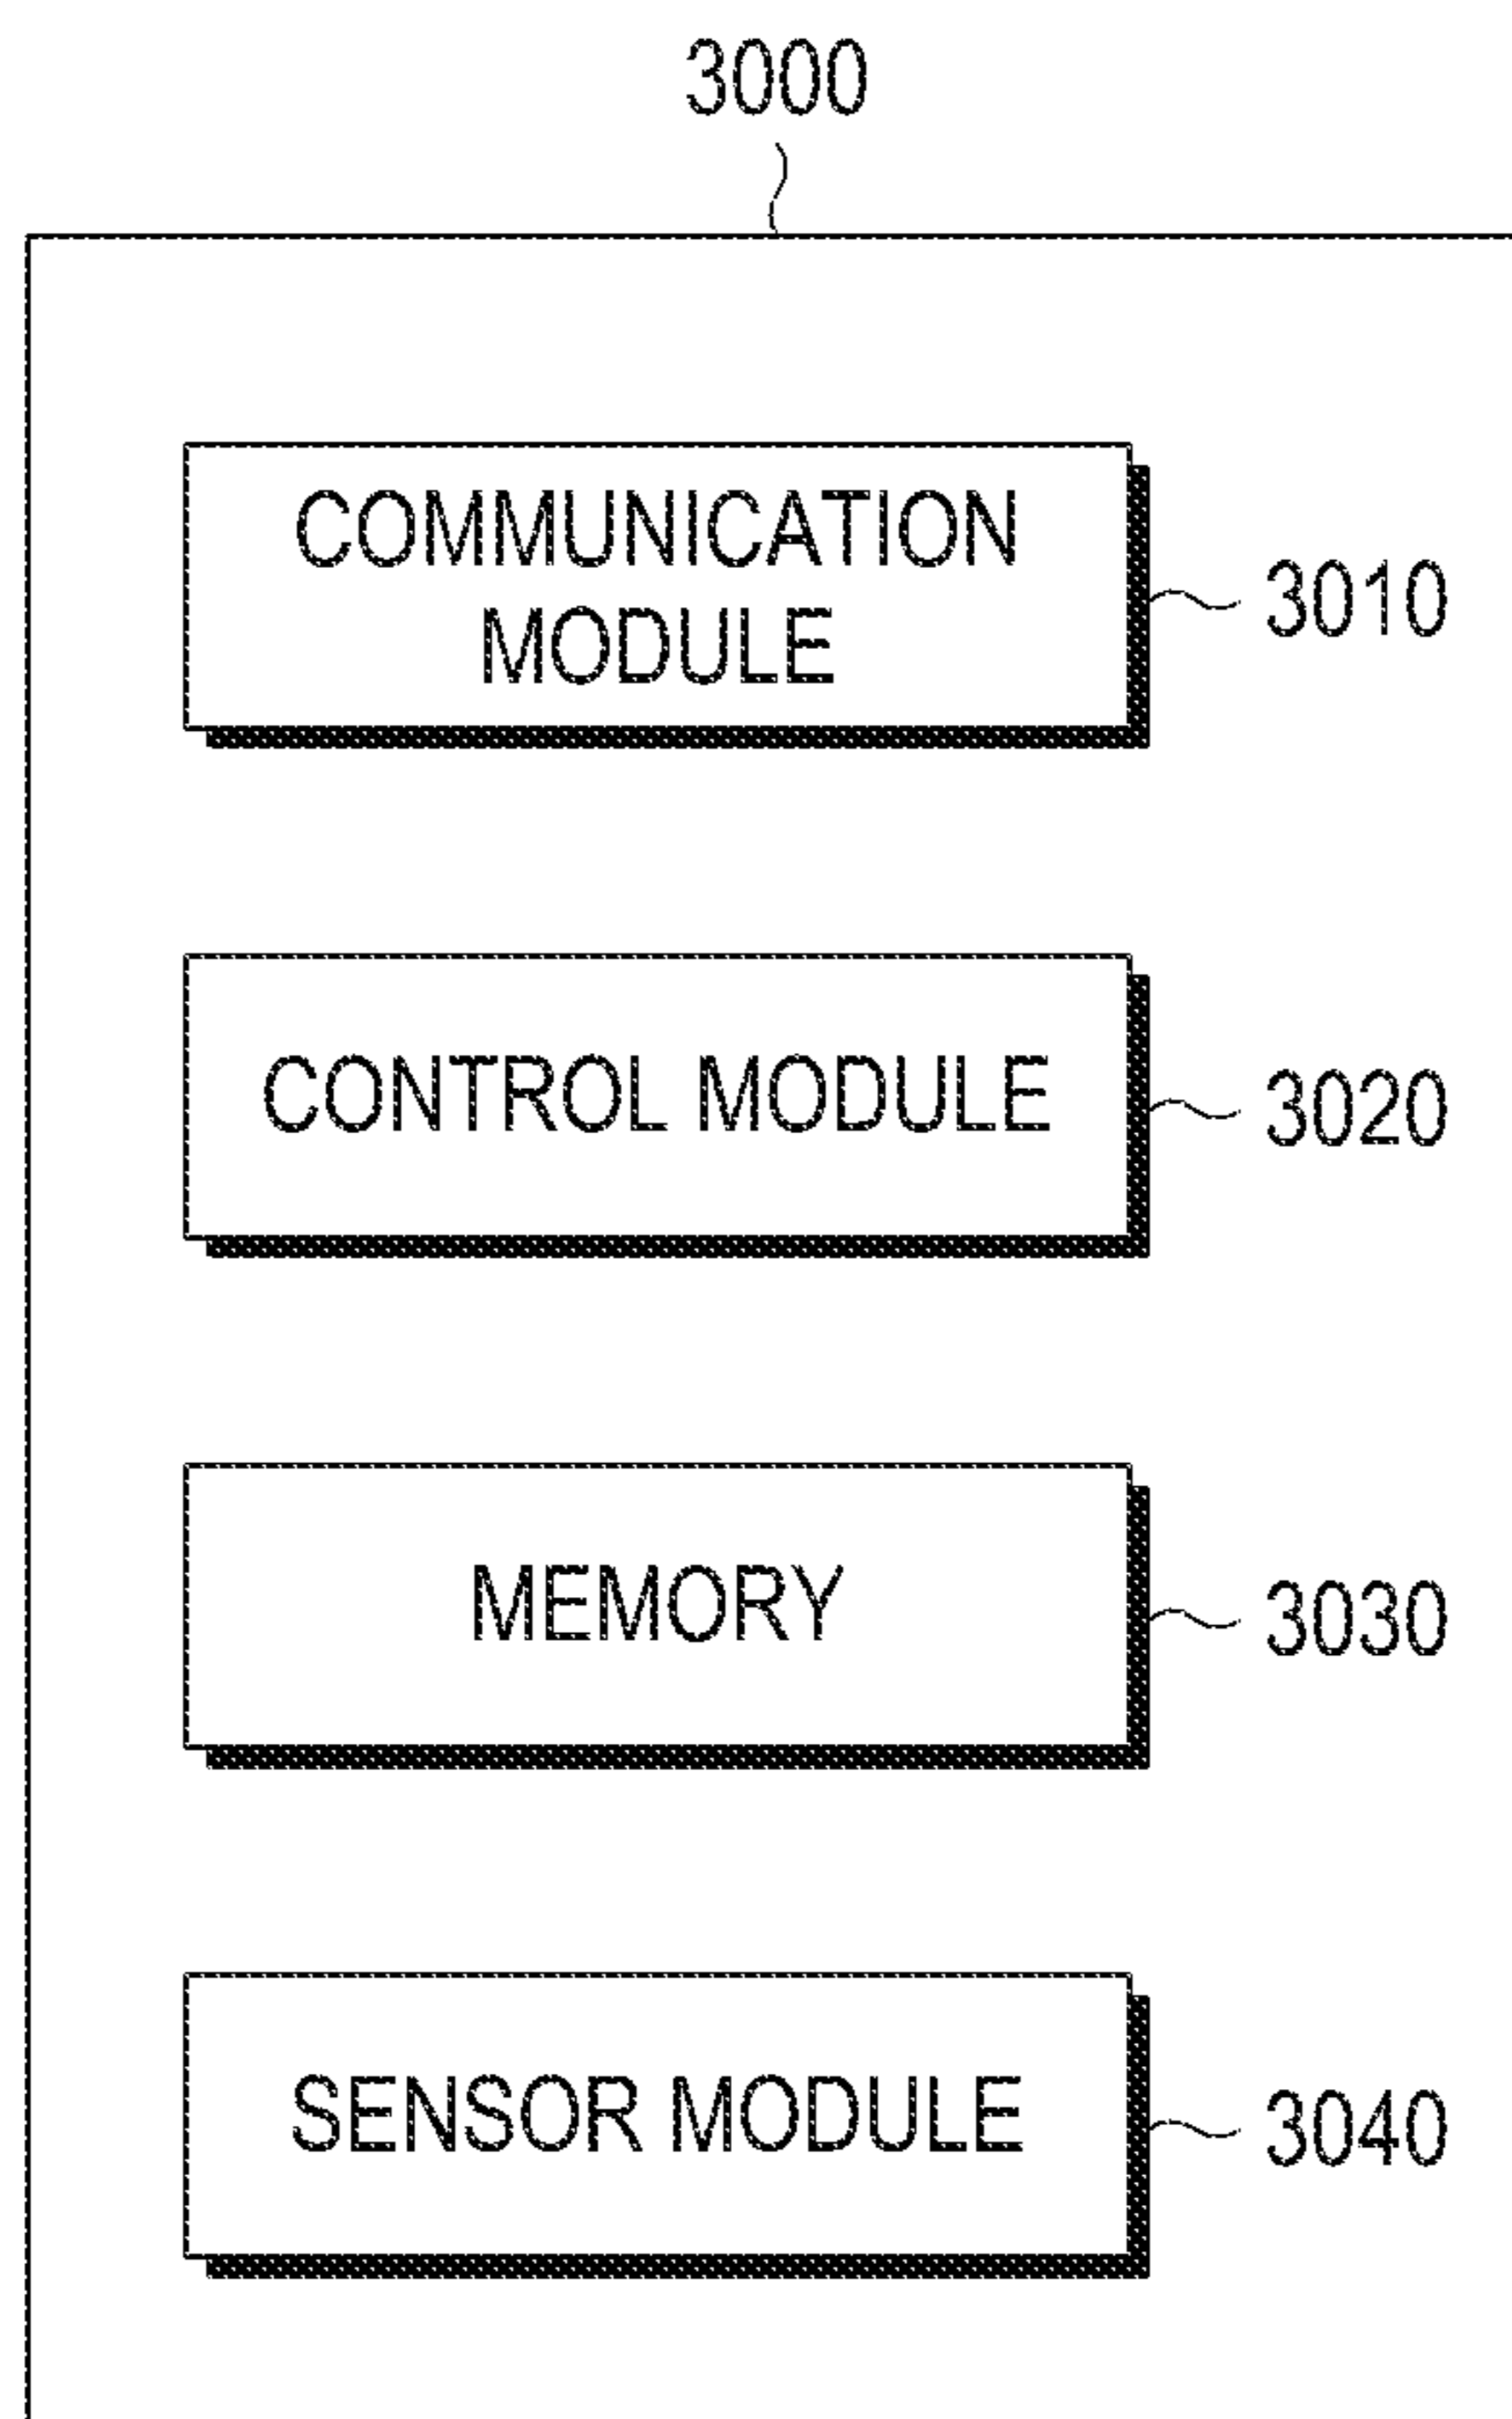 3000
COMMUNICATION
MODULE
3010
CONTROL MODULE
3020
MEMORY
3030
SENSOR MODULE
3040